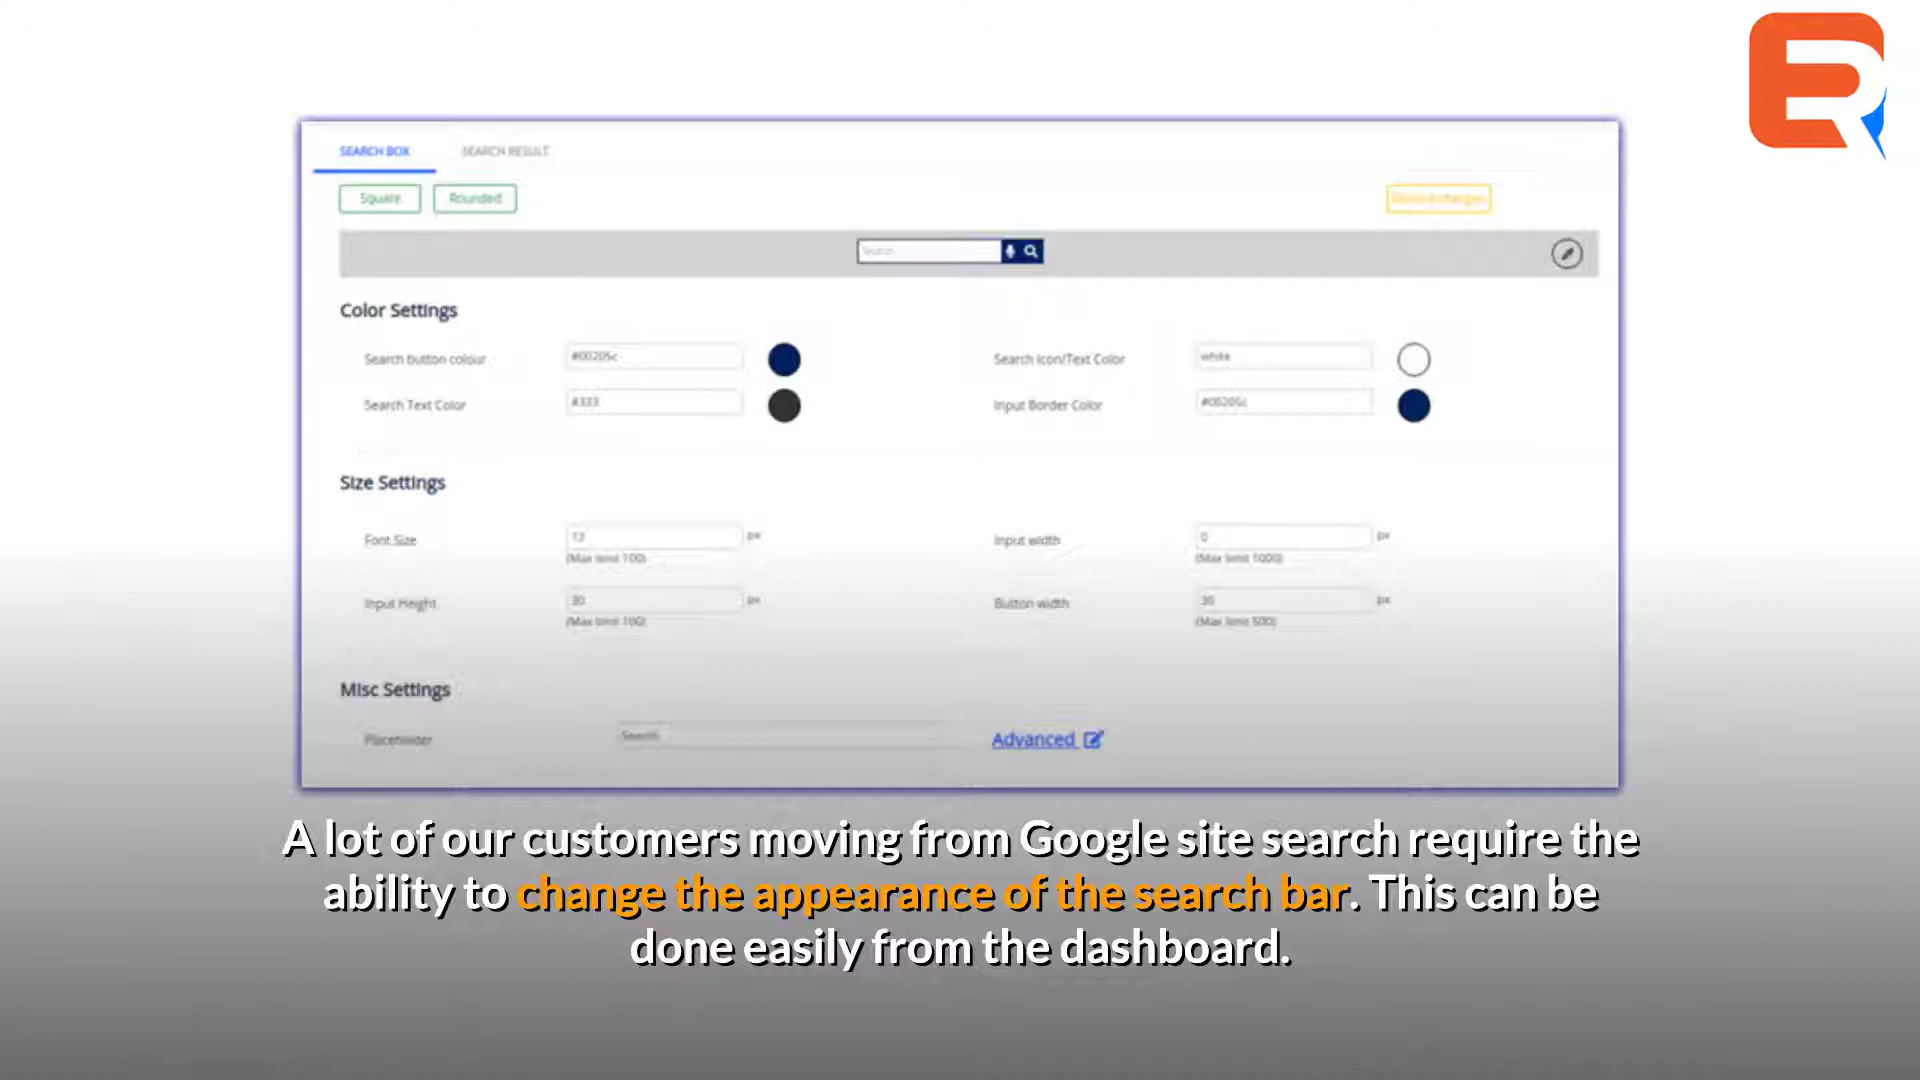 ER
SEARCH BOX SEARCH RESULT
Square Rounded Discard changes
Search
Color Settings
Search button colour #00205c Search Icon/Text Color white
Search Text Color #333 Input Border Color #00205c
Size Settings
Font Size 13 px Input width 0 px
(Max limit 100) (Max limit 1000)
Input Height 30 px Button width 30 px
(Max limit 100) (Max limit 500)
Misc Settings
Placeholder Search Advanced
A lot of our customers moving from Google site search require the
ability to change the appearance of the search bar. This can be
done easily from the dashboard.